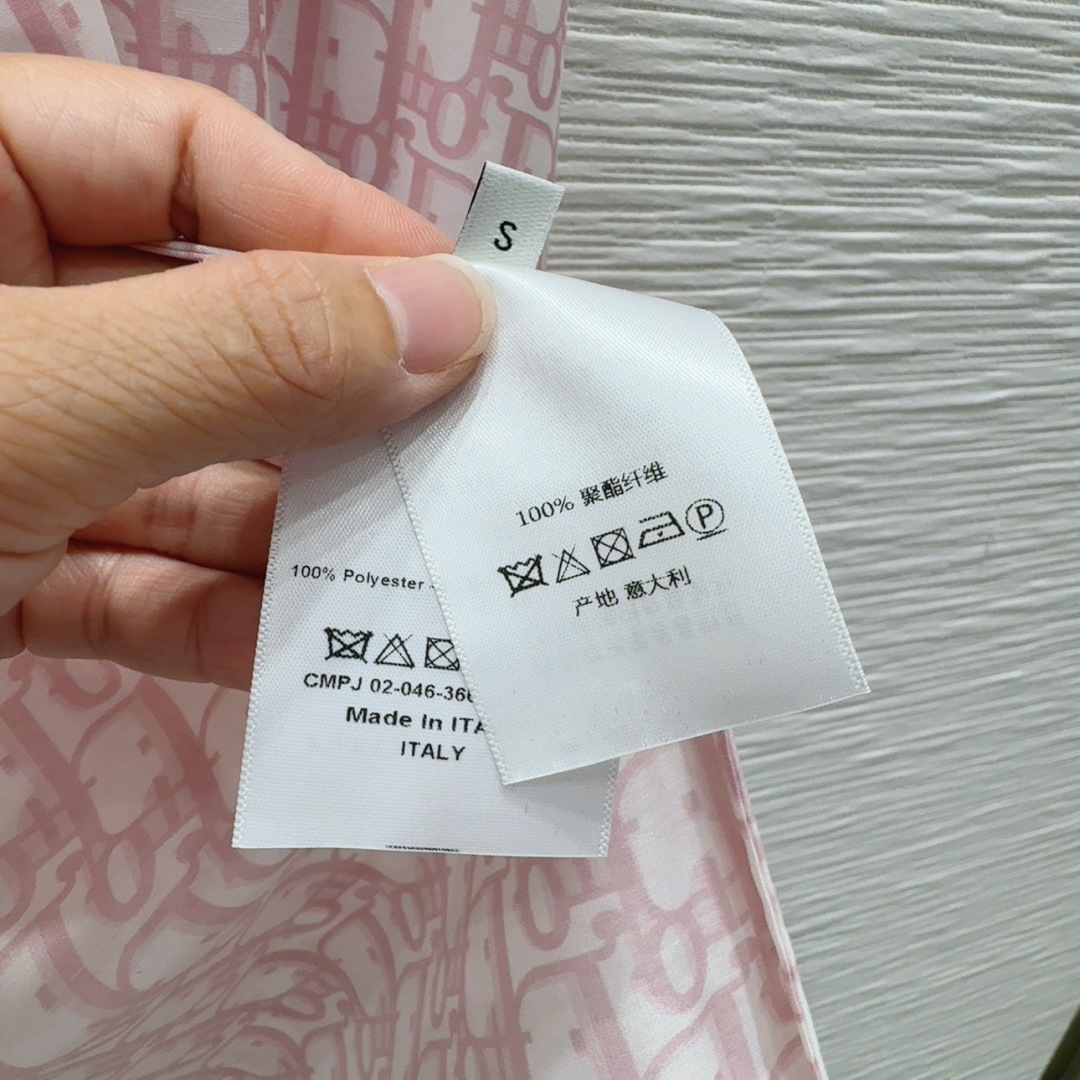 S
100% 聚酯纤维
P
产地 意大利
100% Polyester
CMPJ 02-046-36
Made In ITA
ITALY